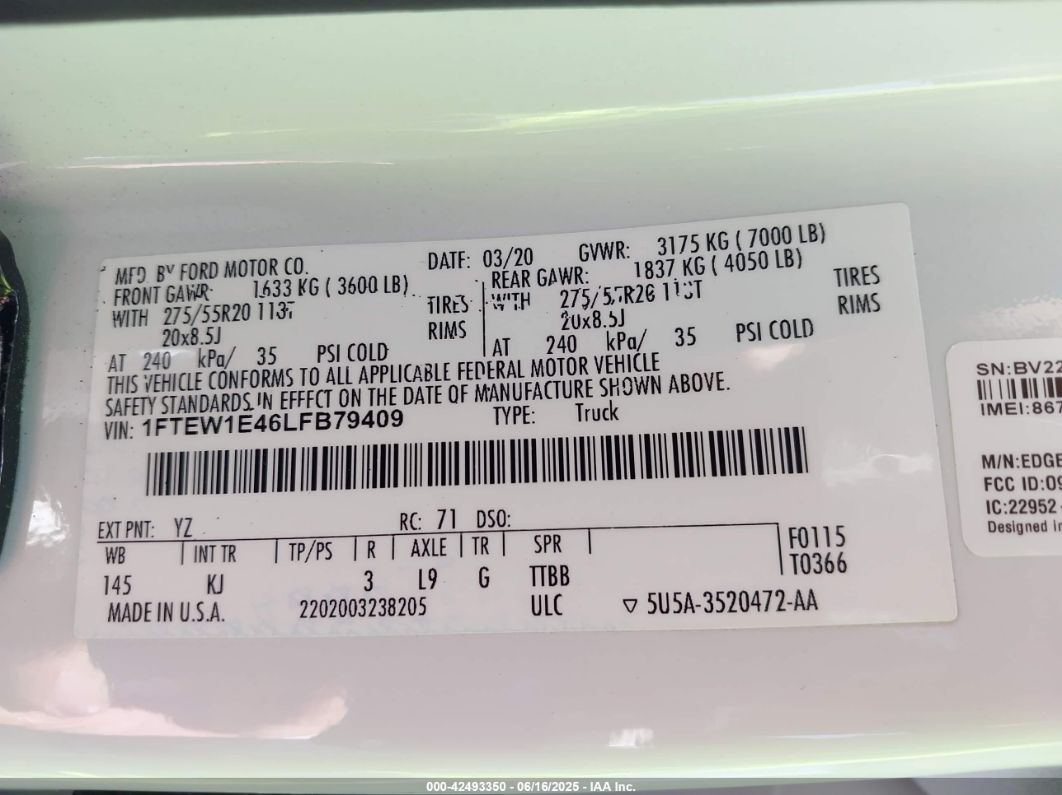 MFD. BY FORD MOTOR CO. DATE: 03/20 GVWR: 3175 KG ( 7000 LB)
FRONT GAWR: 1633 KG ( 3600 LB) REAR GAWR: 1837 KG ( 4050 LB)
WITH 275/55R20 113T TIRES WITH 275/55R20 113T TIRES
20x8.5J RIMS 20x8.5J RIMS
AT 240 kPa/ 35 PSI COLD AT 240 kPa/ 35 PSI COLD
THIS VEHICLE CONFORMS TO ALL APPLICABLE FEDERAL MOTOR VEHICLE
SAFETY STANDARDS IN EFFECT ON THE DATE OF MANUFACTURE SHOWN ABOVE.
VIN: 1FTEW1E46LFB79409 TYPE: Truck
EXT PNT: YZ RC: 71 DSO:
WB INT TR TP/PS R AXLE TR SPR F0115
145 KJ 3 L9 G TTBB T0366
MADE IN U.S.A. 2202003238205 ULC ▽ 5U5A-3520472-AA
SN:BV22
IMEI:867
M/N:EDGE
FCC ID:09
IC:22952
Designed in
000-42493350 - 06/16/2025 - IAA Inc.